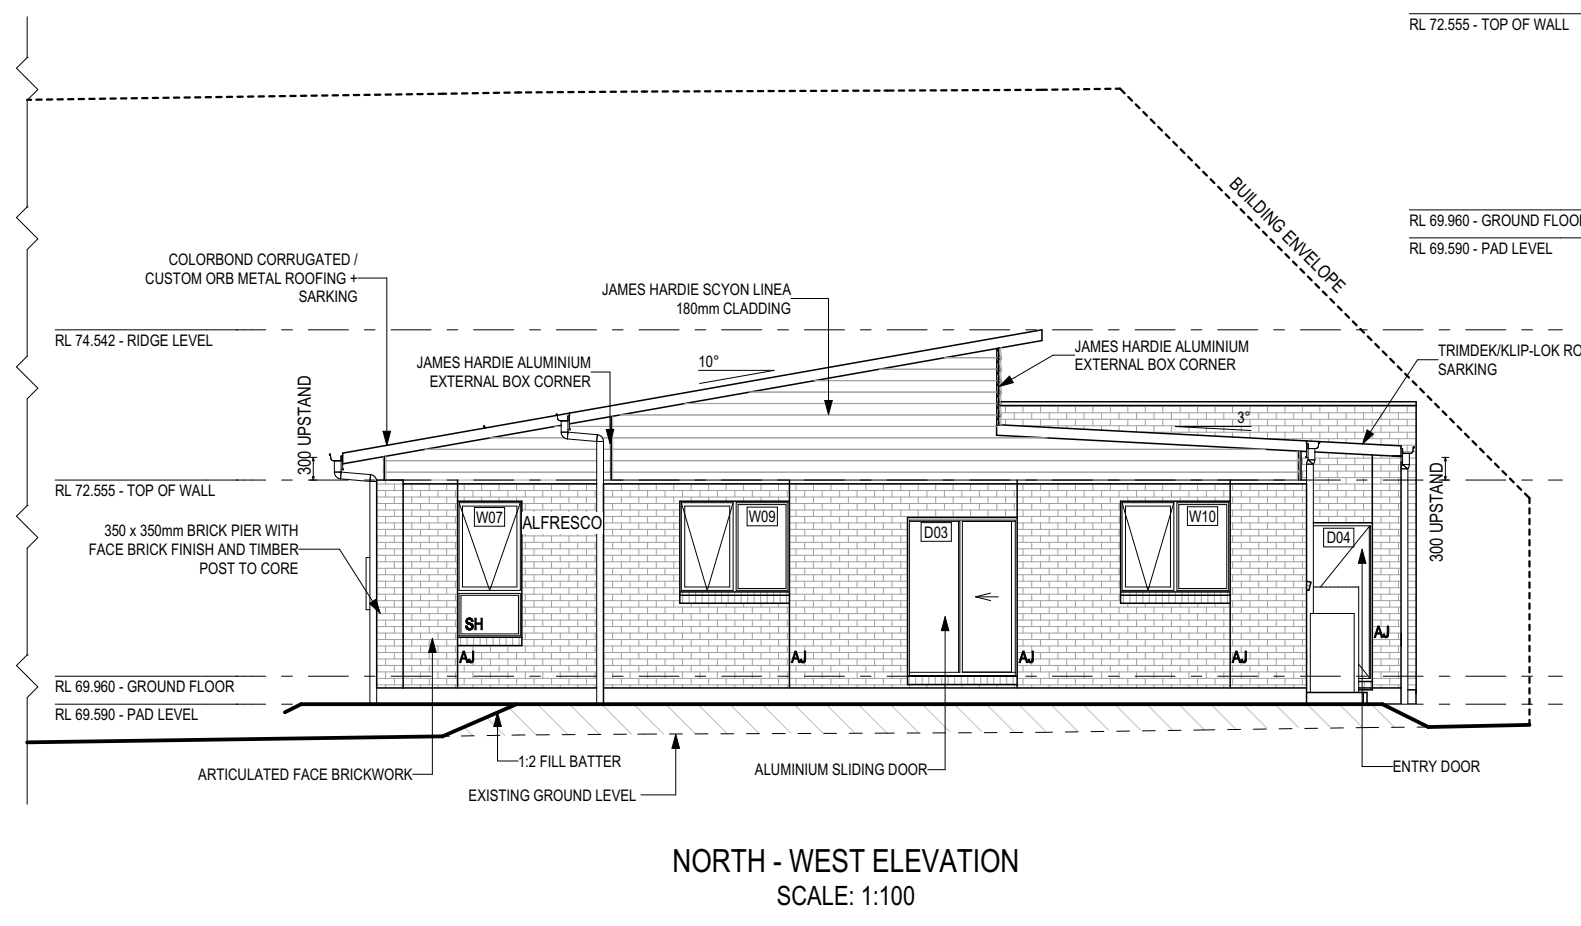 RL 72.555 - TOP OF WALL
BUILDING ENVELOPE
RL 69.960 - GROUND FLOOR
RL 69.590 - PAD LEVEL
COLORBOND CORRUGATED /
CUSTOM ORB METAL ROOFING +
SARKING
JAMES HARDIE SCYON LINEA
180mm CLADDING
RL 74.542 - RIDGE LEVEL
JAMES HARDIE ALUMINIUM
EXTERNAL BOX CORNER
10°
JAMES HARDIE ALUMINIUM
EXTERNAL BOX CORNER
TRIMDEK/KLIP-LOK RO
SARKING
300 UPSTAND
3°
RL 72.555 - TOP OF WALL
300 UPSTAND
350 x 350mm BRICK PIER WITH
FACE BRICK FINISH AND TIMBER
POST TO CORE
W07
ALFRESCO
W09
D03
W10
D04
SH
AJ
AJ
AJ
AJ
AJ
RL 69.960 - GROUND FLOOR
RL 69.590 - PAD LEVEL
ARTICULATED FACE BRICKWORK
1:2 FILL BATTER
EXISTING GROUND LEVEL
ALUMINIUM SLIDING DOOR
ENTRY DOOR
NORTH - WEST ELEVATION
SCALE: 1:100